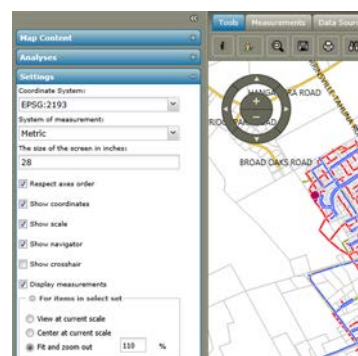 Map Content
Analyses
Settings
Coordinate System:
EPSG:2193
System of measurement:
Metric
The size of the screen in inches:
28
Respect axes order
Show coordinates
Show scale
Show navigator
Show crosshair
Display measurements
For items in select set
View at current scale
Center at current scale
Fit and zoom out 110 %
Tools Measurements Data Sour
ROAD
BROAD OAKS ROAD